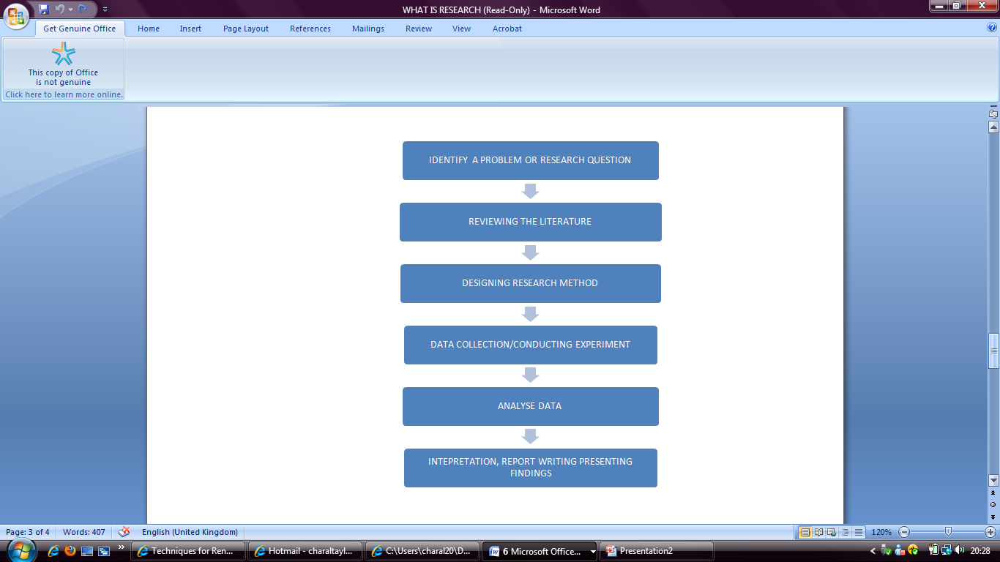 WHAT IS RESEARCH (Read-Only) - Microsoft Word
Get Genuine Office Home Insert Page Layout References Mailings Review View Acrobat
This copy of Office
is not genuine
Click here to learn more online.
IDENTIFY A PROBLEM OR RESEARCH QUESTION
REVIEWING THE LITERATURE
DESIGNING RESEARCH METHOD
DATA COLLECTION/CONDUCTING EXPERIMENT
ANALYSE DATA
INTEPRETATION, REPORT WRITING PRESENTING
FINDINGS
Page: 3 of 4 Words: 407 English (United Kingdom) 120%
Techniques for Ren... Hotmail - charaltayl... C:\Users\charal20\D... 6 Microsoft Office... Presentation2 20:28